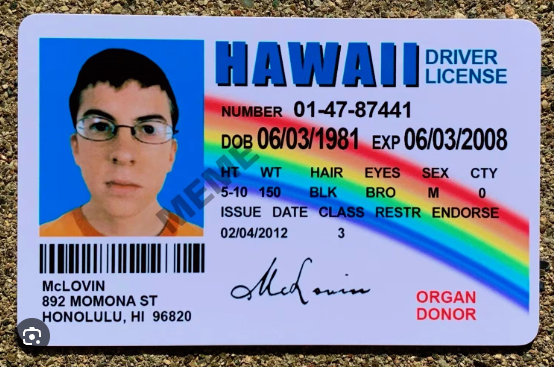 HAWAII DRIVER
LICENSE
NUMBER 01-47-87441
DOB 06/03/1981 EXP 06/03/2008
HT WT HAIR EYES SEX CTY
5-10 150 BLK BRO M 0
ISSUE DATE CLASS RESTR ENDORSE
02/04/2012 3
MEME
McLovin
McLOVIN
892 MOMONA ST
HONOLULU, HI 96820
ORGAN
DONOR